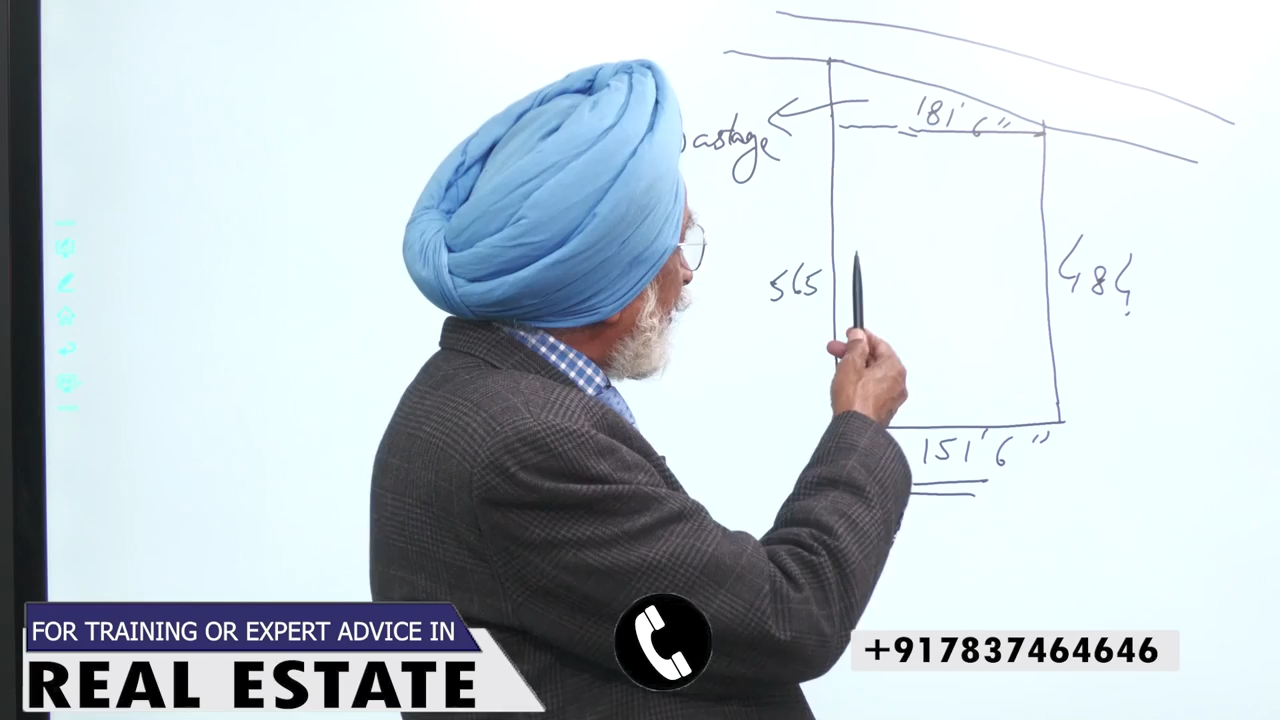 181' 6"
astage
565
484
151' 6"
FOR TRAINING OR EXPERT ADVICE IN
REAL ESTATE
+917837464646